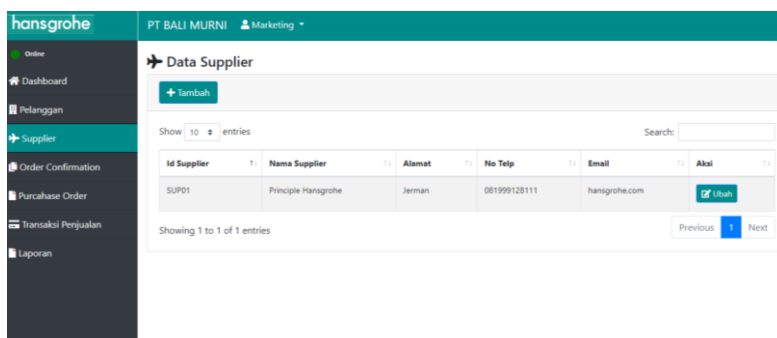 hansgrohe
PT BALI MURNI Marketing
Online
Dashboard
Pelanggan
Supplier
Order Confirmation
Purcahase Order
Transaksi Penjualan
Laporan
Data Supplier
+ Tambah
Show 10 entries
Search:
Id Supplier Nama Supplier Alamat No Telp Email Aksi
SUP01 Principle Hansgrohe Jerman 081999128111 hansgrohe.com Ubah
Showing 1 to 1 of 1 entries
Previous 1 Next